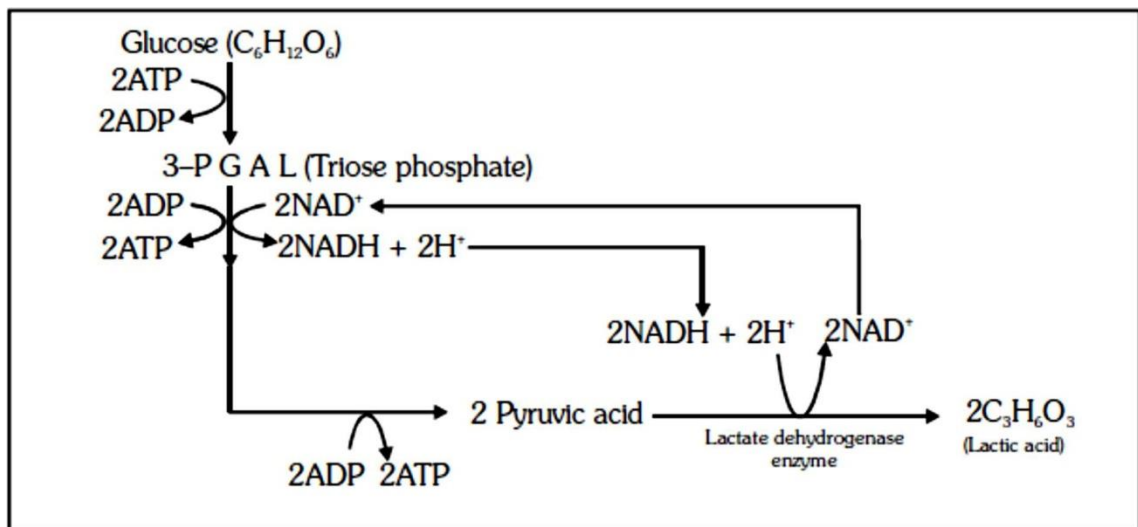 Glucose (C₆H₁₂O₆)
2ATP
2ADP
3–P G A L (Triose phosphate)
2ADP 2NAD⁺
2ATP 2NADH + 2H⁺
2NADH + 2H⁺ 2NAD⁺
2 Pyruvic acid 2C₃H₆O₃
Lactate dehydrogenase (Lactic acid)
enzyme
2ADP 2ATP